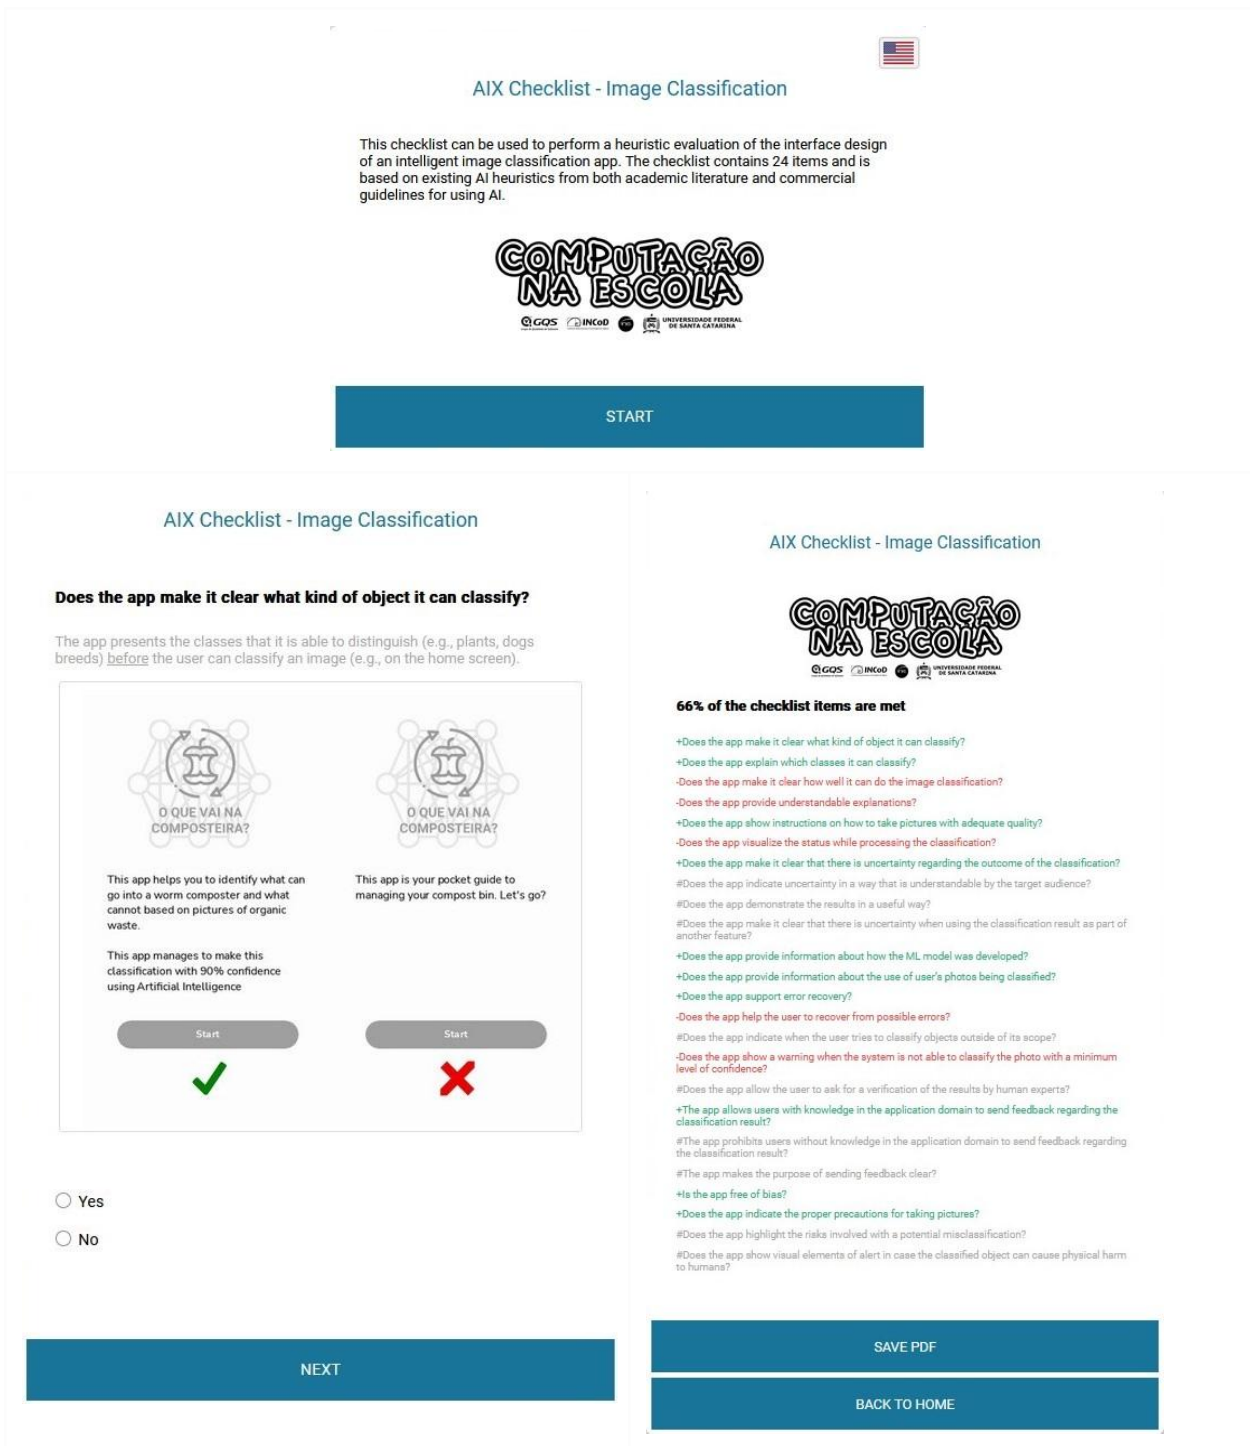 AIX Checklist - Image Classification
This checklist can be used to perform a heuristic evaluation of the interface design
of an intelligent image classification app. The checklist contains 24 items and is
based on existing AI heuristics from both academic literature and commercial
guidelines for using AI.
COMPUTAÇÃO
NA ESCOLA
GQS INCoD UNIVERSIDADE FEDERAL
DE SANTA CATARINA
START
AIX Checklist - Image Classification
Does the app make it clear what kind of object it can classify?
The app presents the classes that it is able to distinguish (e.g., plants, dogs
breeds) before the user can classify an image (e.g., on the home screen).
O QUE VAI NA
COMPOSTEIRA?
This app helps you to identify what can
go into a worm composter and what
cannot based on pictures of organic
waste.
This app manages to make this
classification with 90% confidence
using Artificial Intelligence
Start
O QUE VAI NA
COMPOSTEIRA?
This app is your pocket guide to
managing your compost bin. Let's go?
Start
Yes
No
NEXT
AIX Checklist - Image Classification
COMPUTAÇÃO
NA ESCOLA
GQS INCoD UNIVERSIDADE FEDERAL
DE SANTA CATARINA
66% of the checklist items are met
+Does the app make it clear what kind of object it can classify?
+Does the app explain which classes it can classify?
-Does the app make it clear how well it can do the image classification?
-Does the app provide understandable explanations?
+Does the app show instructions on how to take pictures with adequate quality?
-Does the app visualize the status while processing the classification?
+Does the app make it clear that there is uncertainty regarding the outcome of the classification?
#Does the app indicate uncertainty in a way that is understandable by the target audience?
#Does the app demonstrate the results in a useful way?
#Does the app make it clear that there is uncertainty when using the classification result as part of
another feature?
+Does the app provide information about how the ML model was developed?
+Does the app provide information about the use of user's photos being classified?
+Does the app support error recovery?
-Does the app help the user to recover from possible errors?
#Does the app indicate when the user tries to classify objects outside of its scope?
-Does the app show a warning when the system is not able to classify the photo with a minimum
level of confidence?
#Does the app allow the user to ask for a verification of the results by human experts?
+The app allows users with knowledge in the application domain to send feedback regarding the
classification result?
#The app prohibits users without knowledge in the application domain to send feedback regarding
the classification result?
#The app makes the purpose of sending feedback clear?
+Is the app free of bias?
+Does the app indicate the proper precautions for taking pictures?
#Does the app highlight the risks involved with a potential misclassification?
#Does the app show visual elements of alert in case the classified object can cause physical harm
to humans?
SAVE PDF
BACK TO HOME